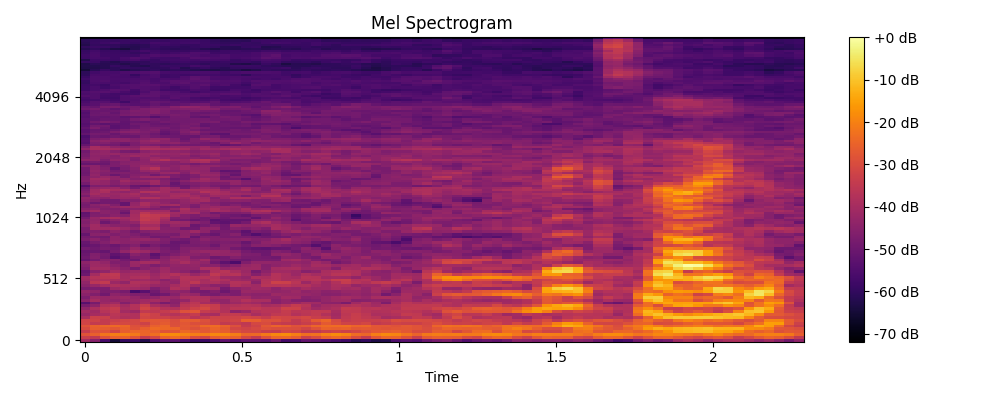 Mel Spectrogram
+0 dB
-10 dB
-20 dB
-30 dB
-40 dB
-50 dB
-60 dB
-70 dB
4096
2048
1024
512
0
Hz
0
0.5
1
1.5
2
Time